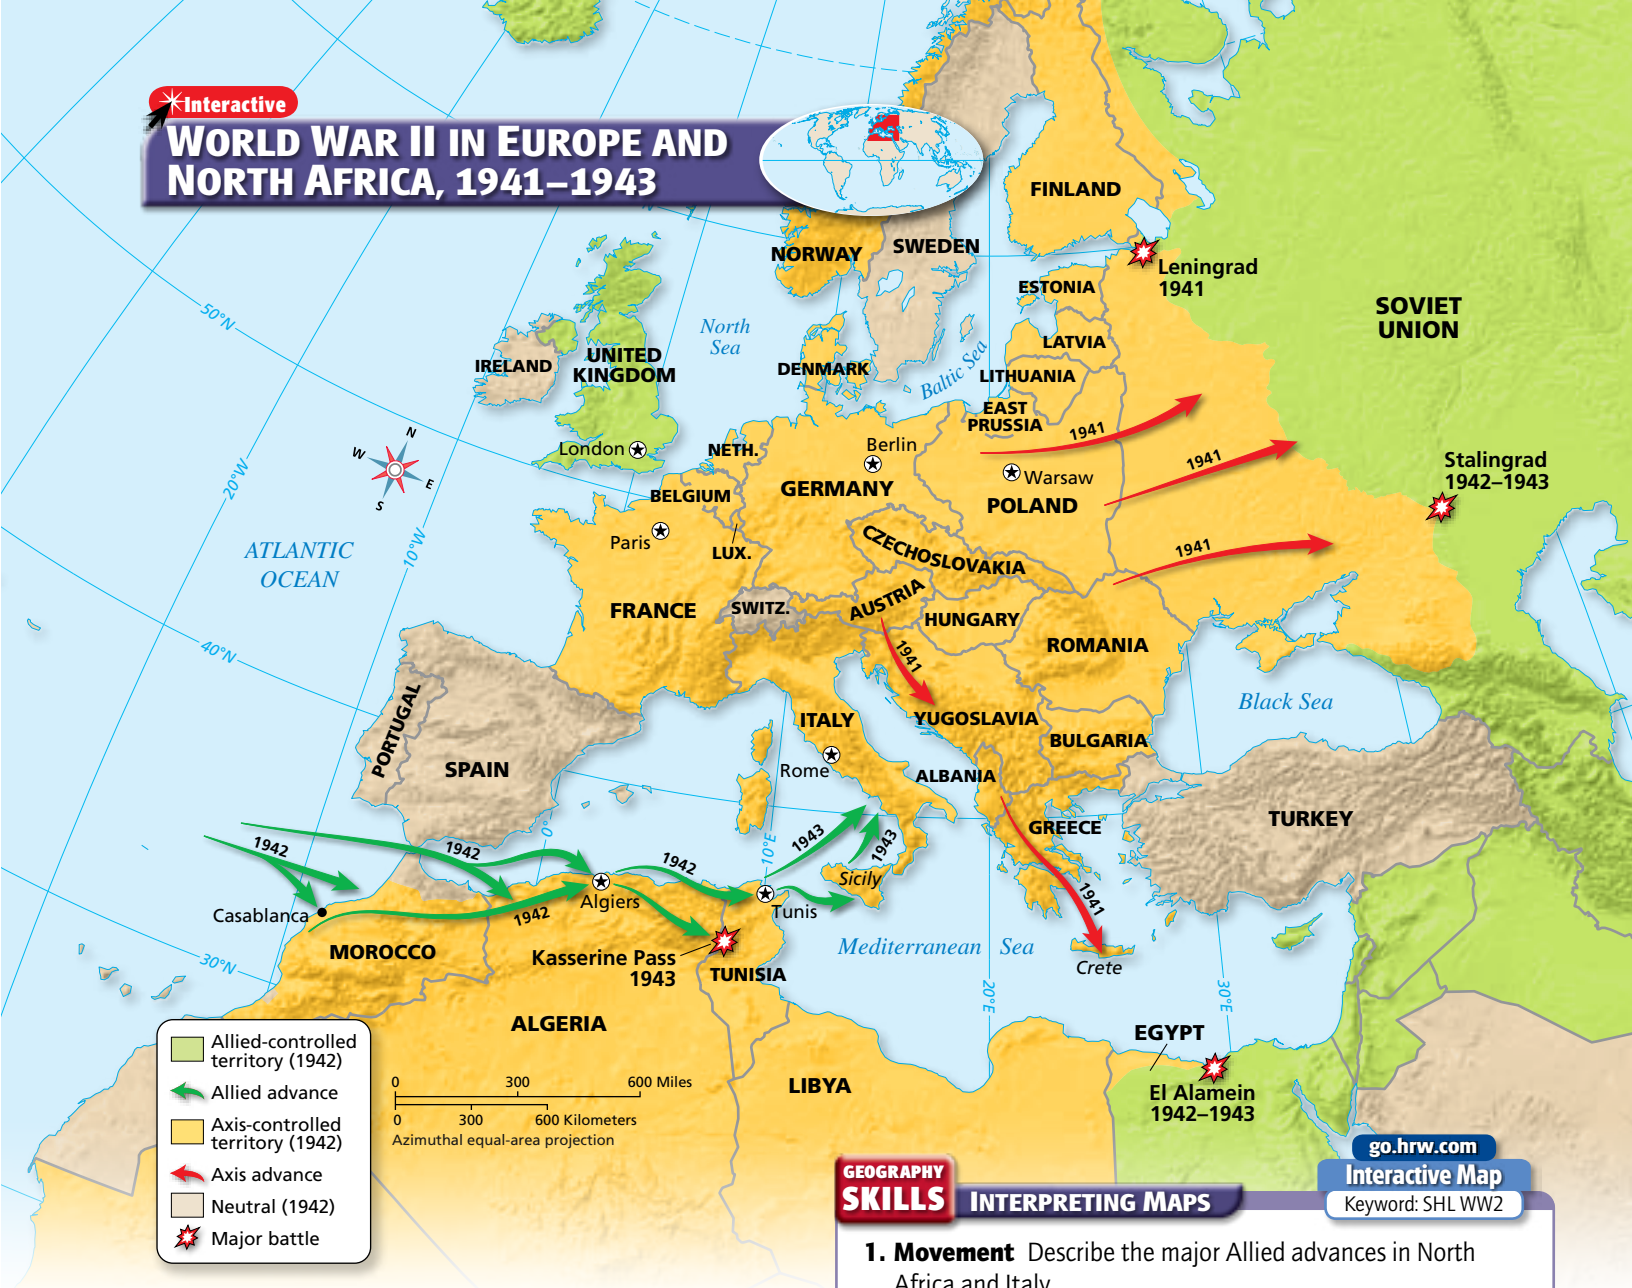 Interactive
WORLD WAR II IN EUROPE AND
NORTH AFRICA, 1941–1943
FINLAND
NORWAY
SWEDEN
Leningrad
1941
ESTONIA
SOVIET
UNION
50°N
North
Sea
LATVIA
IRELAND
UNITED
KINGDOM
DENMARK
Baltic Sea
LITHUANIA
EAST
PRUSSIA
1941
N
W
E
S
London
NETH.
Berlin
Warsaw
1941
Stalingrad
1942–1943
20°W
BELGIUM
GERMANY
POLAND
10°W
Paris
LUX.
CZECHOSLOVAKIA
1941
ATLANTIC
OCEAN
FRANCE
SWITZ.
AUSTRIA
HUNGARY
ROMANIA
40°N
1941
PORTUGAL
SPAIN
ITALY
YUGOSLAVIA
Black Sea
BULGARIA
Rome
ALBANIA
TURKEY
GREECE
0°
10°E
1942
1942
1942
1943
1943
Sicily
Casablanca
1942
Algiers
Tunis
1941
MOROCCO
Kasserine Pass
1943
TUNISIA
Mediterranean Sea
Crete
30°N
20°E
30°E
ALGERIA
EGYPT
LIBYA
El Alamein
1942–1943
Allied-controlled
territory (1942)
Allied advance
Axis-controlled
territory (1942)
Axis advance
Neutral (1942)
Major battle
0 300 600 Miles
0 300 600 Kilometers
Azimuthal equal-area projection
go.hrw.com
Interactive Map
Keyword: SHL WW2
GEOGRAPHY
SKILLS INTERPRETING MAPS
1. Movement Describe the major Allied advances in North
Africa and Italy